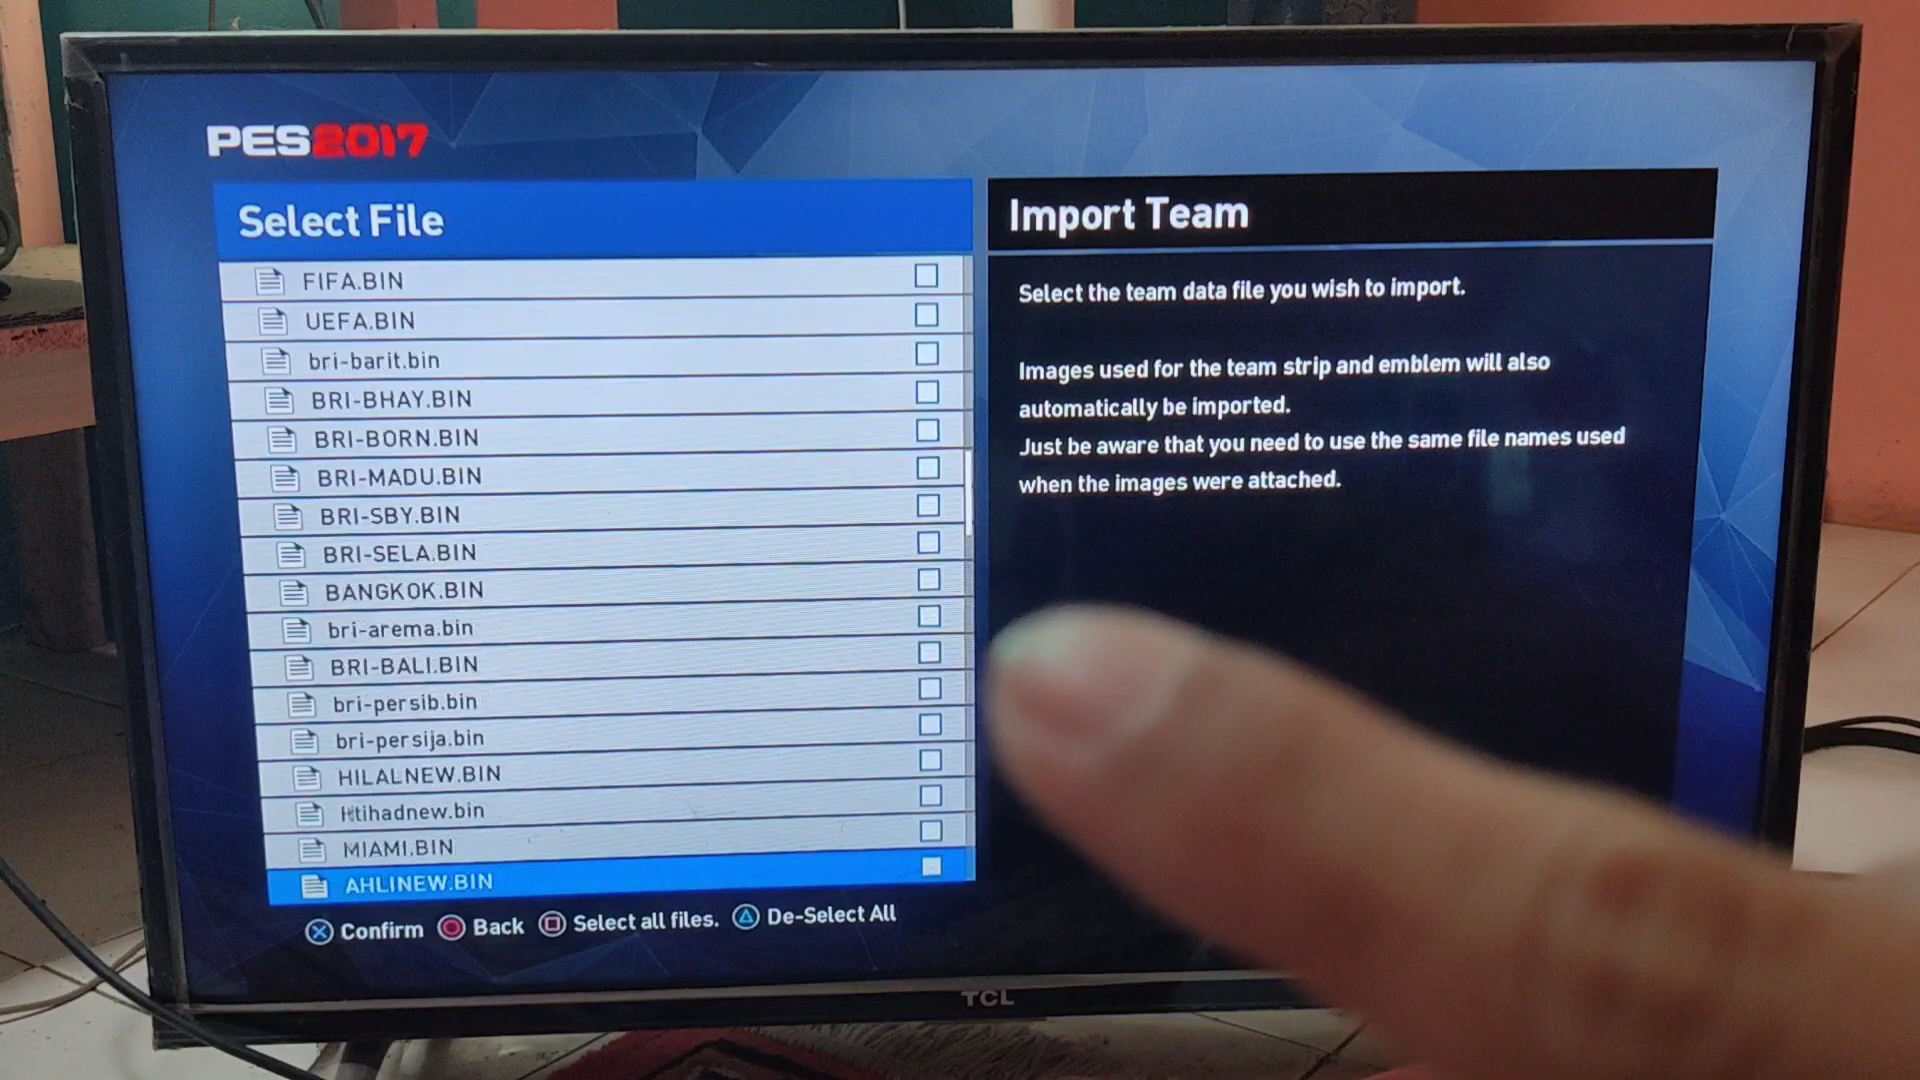 PES2017
Select File
FIFA.BIN
UEFA.BIN
bri-barit.bin
BRI-BHAY.BIN
BRI-BORN.BIN
BRI-MADU.BIN
BRI-SBY.BIN
BRI-SELA.BIN
BANGKOK.BIN
bri-arema.bin
BRI-BALI.BIN
bri-persib.bin
bri-persija.bin
HILALNEW.BIN
MIAMI.BIN
AHLINEW.BIN
Confirm Back Select all files. De-Select All
Import Team
Select the team data file you wish to import.
Images used for the team strip and emblem will also
automatically be imported.
Just be aware that you need to use the same file names used
when the images were attached.
TCL